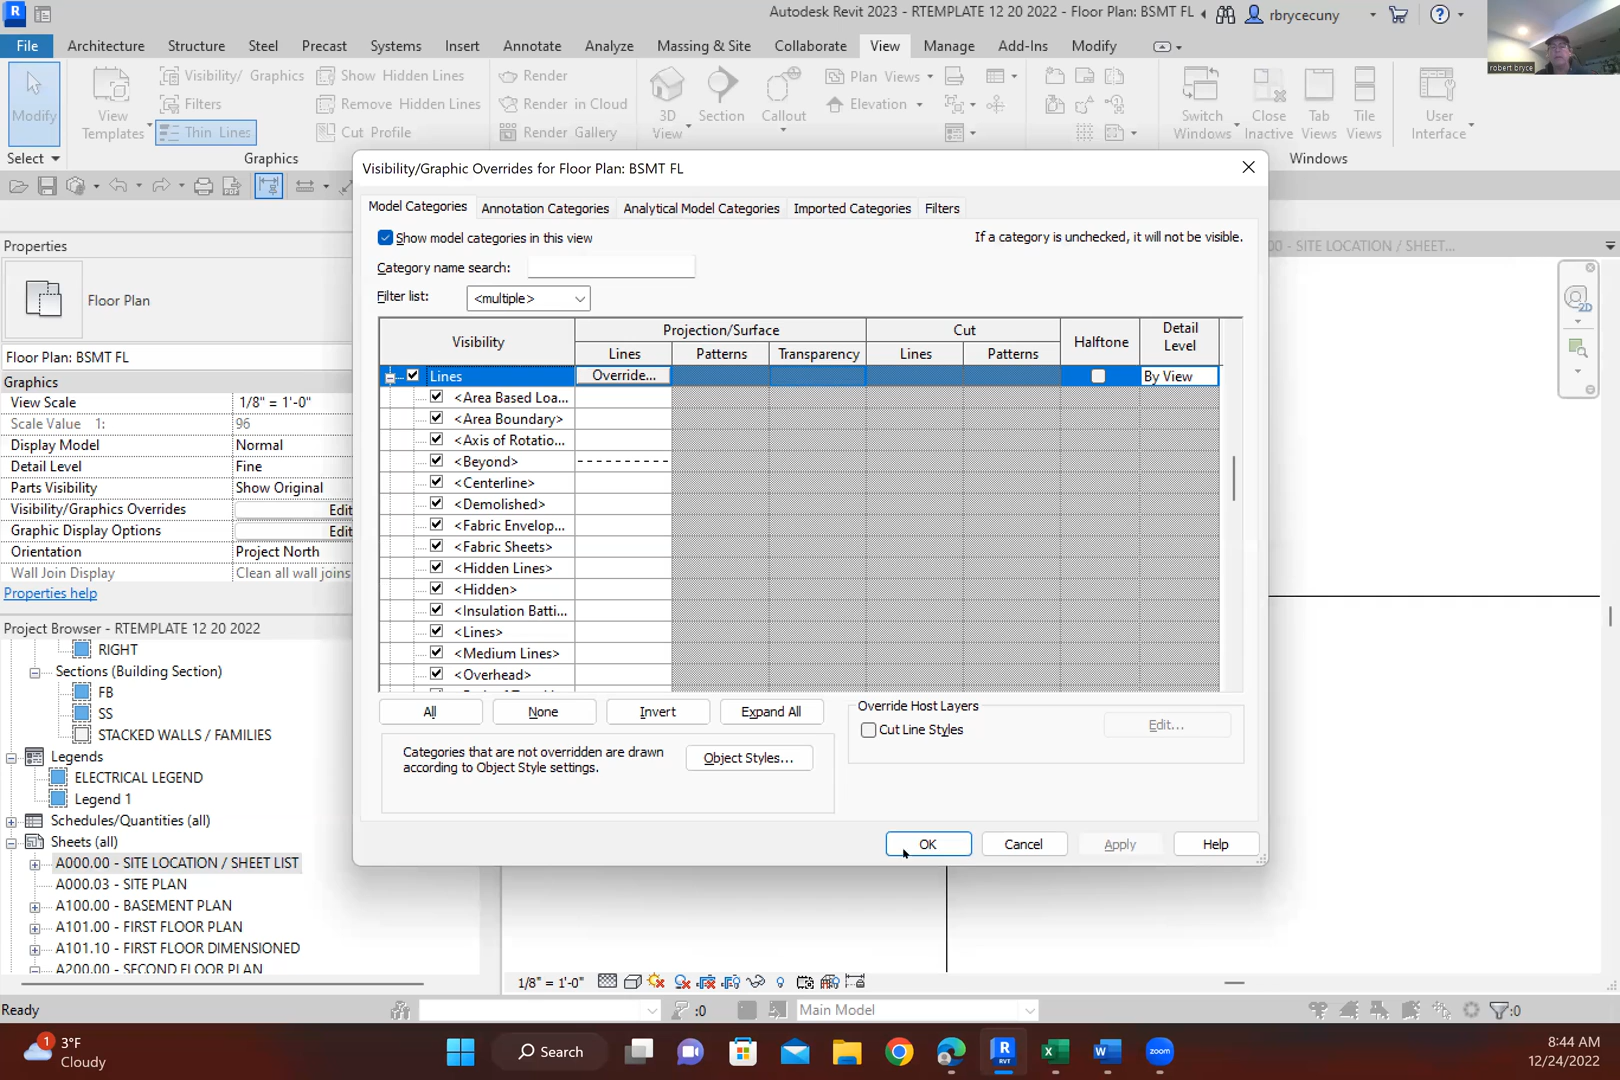 R
Autodesk Revit 2023 - RTEMPLATE 12 20 2022 - Floor Plan: BSMT FL
rbrycecuny
?
robert bryce
File
Architecture
Structure
Steel
Precast
Systems
Insert
Annotate
Analyze
Massing & Site
Collaborate
View
Manage
Add-Ins
Modify
Modify
View
Templates
Visibility/ Graphics
Filters
Thin Lines
Show Hidden Lines
Remove Hidden Lines
Cut Profile
Render
Render in Cloud
Render Gallery
3D
View
Section
Callout
Plan Views
Elevation
Switch
Windows
Close
Inactive
Tab
Views
Tile
Views
User
Interface
Select
Graphics
Windows
Properties
Floor Plan
Floor Plan: BSMT FL
Graphics
View Scale 1/8" = 1'-0"
Scale Value 1: 96
Display Model Normal
Detail Level Fine
Parts Visibility Show Original
Visibility/Graphics Overrides Edit
Graphic Display Options Edit
Orientation Project North
Wall Join Display Clean all wall joins
Properties help
Project Browser - RTEMPLATE 12 20 2022
RIGHT
Sections (Building Section)
FB
SS
STACKED WALLS / FAMILIES
Legends
ELECTRICAL LEGEND
Legend 1
Schedules/Quantities (all)
Sheets (all)
A000.00 - SITE LOCATION / SHEET LIST
A000.03 - SITE PLAN
A100.00 - BASEMENT PLAN
A101.00 - FIRST FLOOR PLAN
A101.10 - FIRST FLOOR DIMENSIONED
A200.00 - SECOND FLOOR PLAN
00 - SITE LOCATION / SHEET...
2D
Visibility/Graphic Overrides for Floor Plan: BSMT FL
Model Categories
Annotation Categories
Analytical Model Categories
Imported Categories
Filters
Show model categories in this view
If a category is unchecked, it will not be visible.
Category name search:
Filter list:
<multiple>
Visibility
Projection/Surface
Cut
Halftone
Detail
Level
Lines
Patterns
Transparency
Lines
Patterns
Lines
Override...
By View
<Area Based Loa...
<Area Boundary>
<Axis of Rotatio...
<Beyond>
<Centerline>
<Demolished>
<Fabric Envelop...
<Fabric Sheets>
<Hidden Lines>
<Hidden>
<Insulation Batti...
<Lines>
<Medium Lines>
<Overhead>
All
None
Invert
Expand All
Override Host Layers
Cut Line Styles
Edit...
Categories that are not overridden are drawn
according to Object Style settings.
Object Styles...
OK
Cancel
Apply
Help
1/8" = 1'-0"
Ready
:0
Main Model
:0
1
3°F
Cloudy
Search
R
RVT
X
W
zoom
8:44 AM
12/24/2022